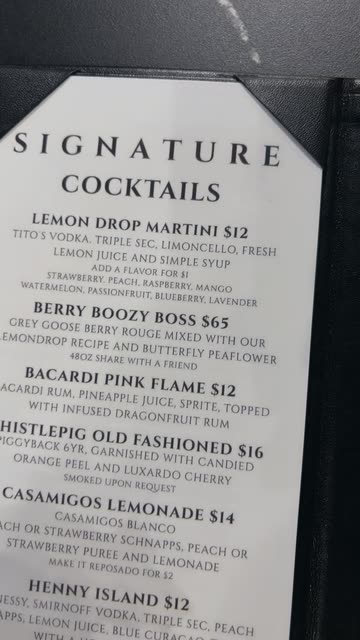 SIGNATURE
COCKTAILS
LEMON DROP MARTINI $12
TITO'S VODKA, TRIPLE SEC, LIMONCELLO, FRESH
LEMON JUICE AND SIMPLE SYUP
ADD A FLAVOR FOR $1
STRAWBERRY, PEACH, RASPBERRY, MANGO
WATERMELON, PASSIONFRUIT, BLUEBERRY, LAVENDER
BERRY BOOZY BOSS $65
GREY GOOSE BERRY ROUGE MIXED WITH OUR
LEMONDROP RECIPE AND BUTTERFLY PEAFLOWER
48OZ SHARE WITH A FRIEND
BACARDI PINK FLAME $12
BACARDI RUM, PINEAPPLE JUICE, SPRITE, TOPPED
WITH INFUSED DRAGONFRUIT RUM
WHISTLEPIG OLD FASHIONED $16
PIGGYBACK 6YR, GARNISHED WITH CANDIED
ORANGE PEEL AND LUXARDO CHERRY
SMOKED UPON REQUEST
CASAMIGOS LEMONADE $14
CASAMIGOS BLANCO
OR STRAWBERRY SCHNAPPS, PEACH OR
STRAWBERRY PUREE AND LEMONADE
MAKE IT REPOSADO FOR $2
HENNY ISLAND $12
SMIRNOFF VODKA, TRIPLE SEC, PEACH
LEMON JUICE, BLUE
WITH A